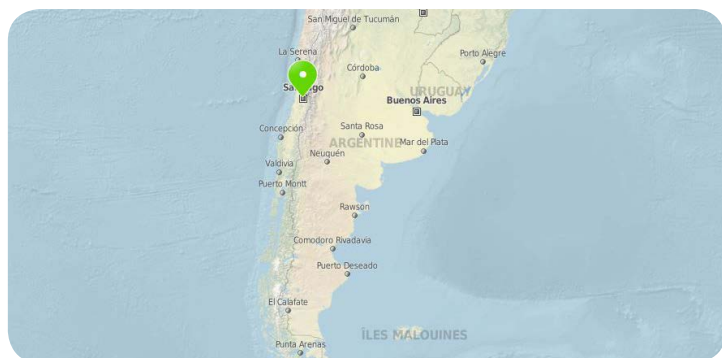 San Miguel de Tucumán
La Serena
Porto Alegre
Córdoba
Santiago
URUGUAY
Buenos Aires
Concepción
Santa Rosa
ARGENTINE
Mar del Plata
Neuquén
Valdivia
Puerto Montt
Rawson
Comodoro Rivadavia
Puerto Deseado
El Calafate
ÎLES MALOUINES
Punta Arenas